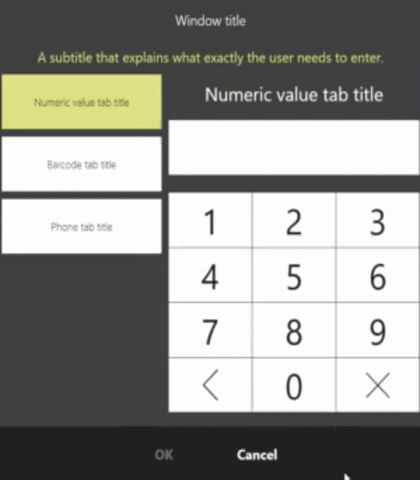 Window title
A subtitle that explains what exactly the user needs to enter.
Numeric value tab title
Barcode tab title
Phone tab title
Numeric value tab title
1 2 3
4 5 6
7 8 9
0
OK Cancel